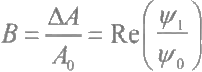 B = ΔA / A₀ = Re(ψ₁ / ψ₀)